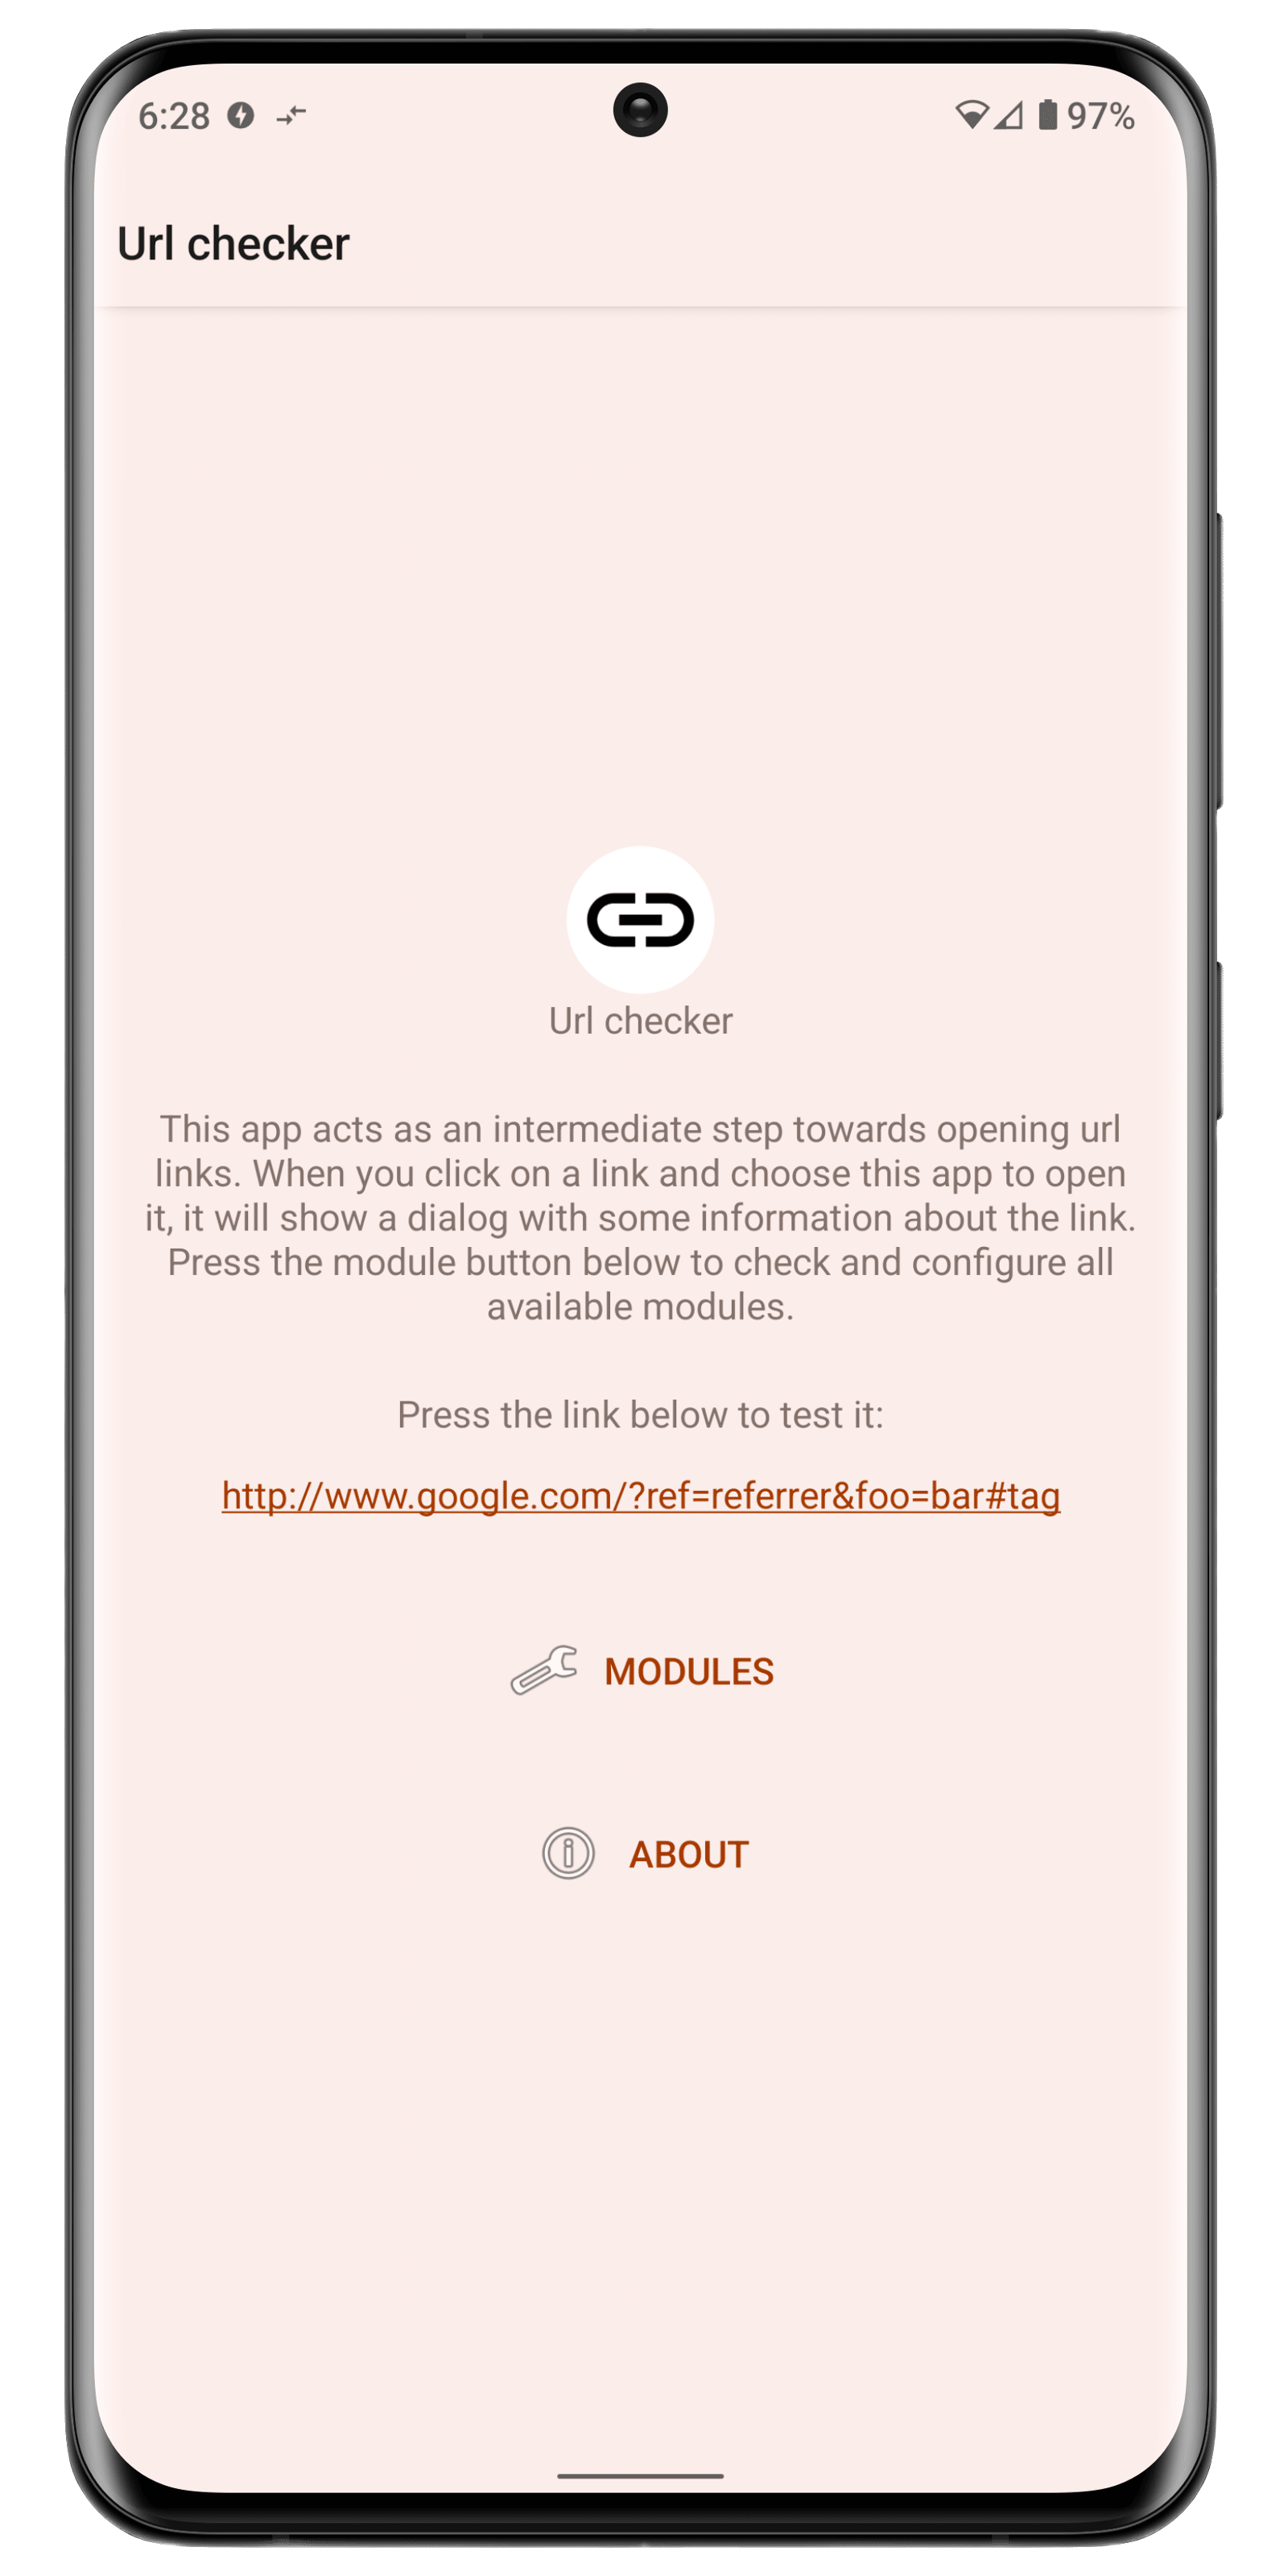 6:28
97%
Url checker
Url checker
This app acts as an intermediate step towards opening url
links. When you click on a link and choose this app to open
it, it will show a dialog with some information about the link.
Press the module button below to check and configure all
available modules.
Press the link below to test it:
http://www.google.com/?ref=referrer&foo=bar#tag
MODULES
ABOUT